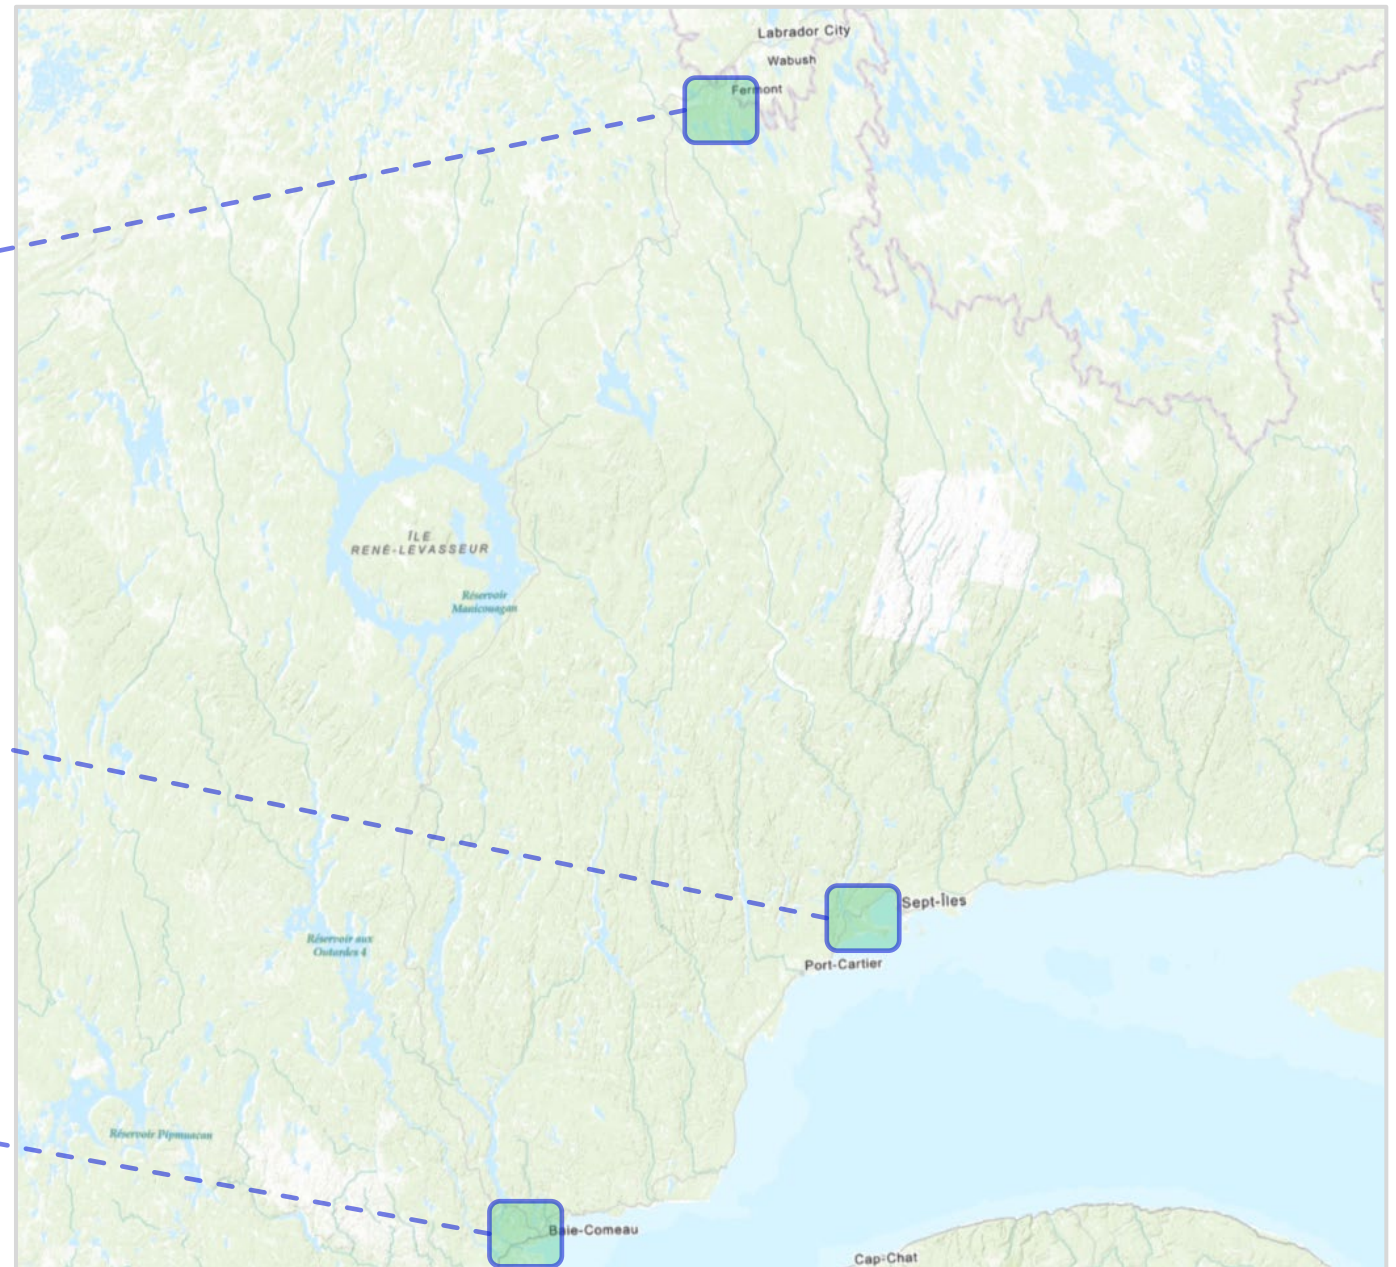 Labrador City
Wabush
Fermont
ÎLE
RENÉ-LEVASSEUR
Réservoir
Manicouagan
Sept-Îles
Réservoir aux
Outardes 4
Port-Cartier
Réservoir Pipmuacan
Baie-Comeau
Cap-Chat